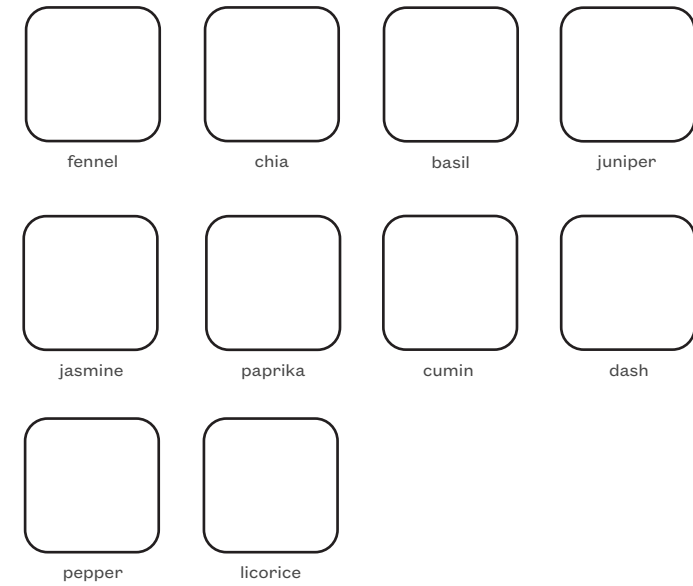 fennel chia basil juniper
jasmine paprika cumin dash
pepper licorice